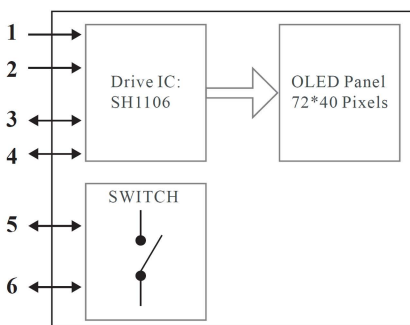 1
2
3
4
5
6
Drive IC:
SH1106
OLED Panel
72*40 Pixels
SWITCH